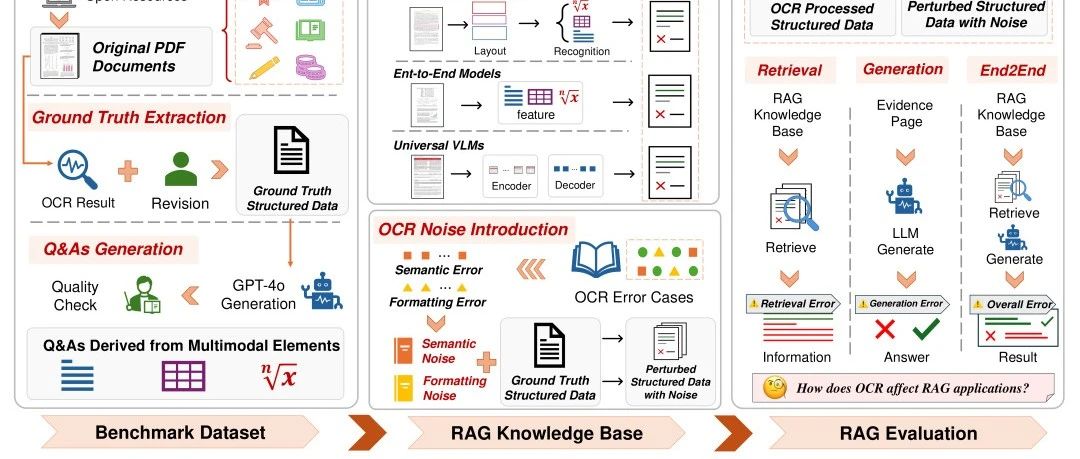 Original PDF
Documents
Ground Truth Extraction
OCR Result
Revision
Ground Truth
Structured Data
Q&As Generation
Quality
Check
GPT-4o
Generation
Q&As Derived from Multimodal Elements
n√x
Benchmark Dataset
Layout
Recognition
Ent-to-End Models
n√x
feature
Universal VLMs
Encoder
Decoder
OCR Noise Introduction
Semantic Error
Formatting Error
OCR Error Cases
Semantic
Noise
Formatting
Noise
Ground Truth
Structured Data
Perturbed
Structured Data
with Noise
RAG Knowledge Base
OCR Processed
Structured Data
Perturbed Structured
Data with Noise
Retrieval
RAG
Knowledge
Base
Retrieve
Retrieval Error
Information
Generation
Evidence
Page
LLM
Generate
Generation Error
Answer
End2End
RAG
Knowledge
Base
Retrieve
Generate
Overall Error
Result
How does OCR affect RAG applications?
RAG Evaluation